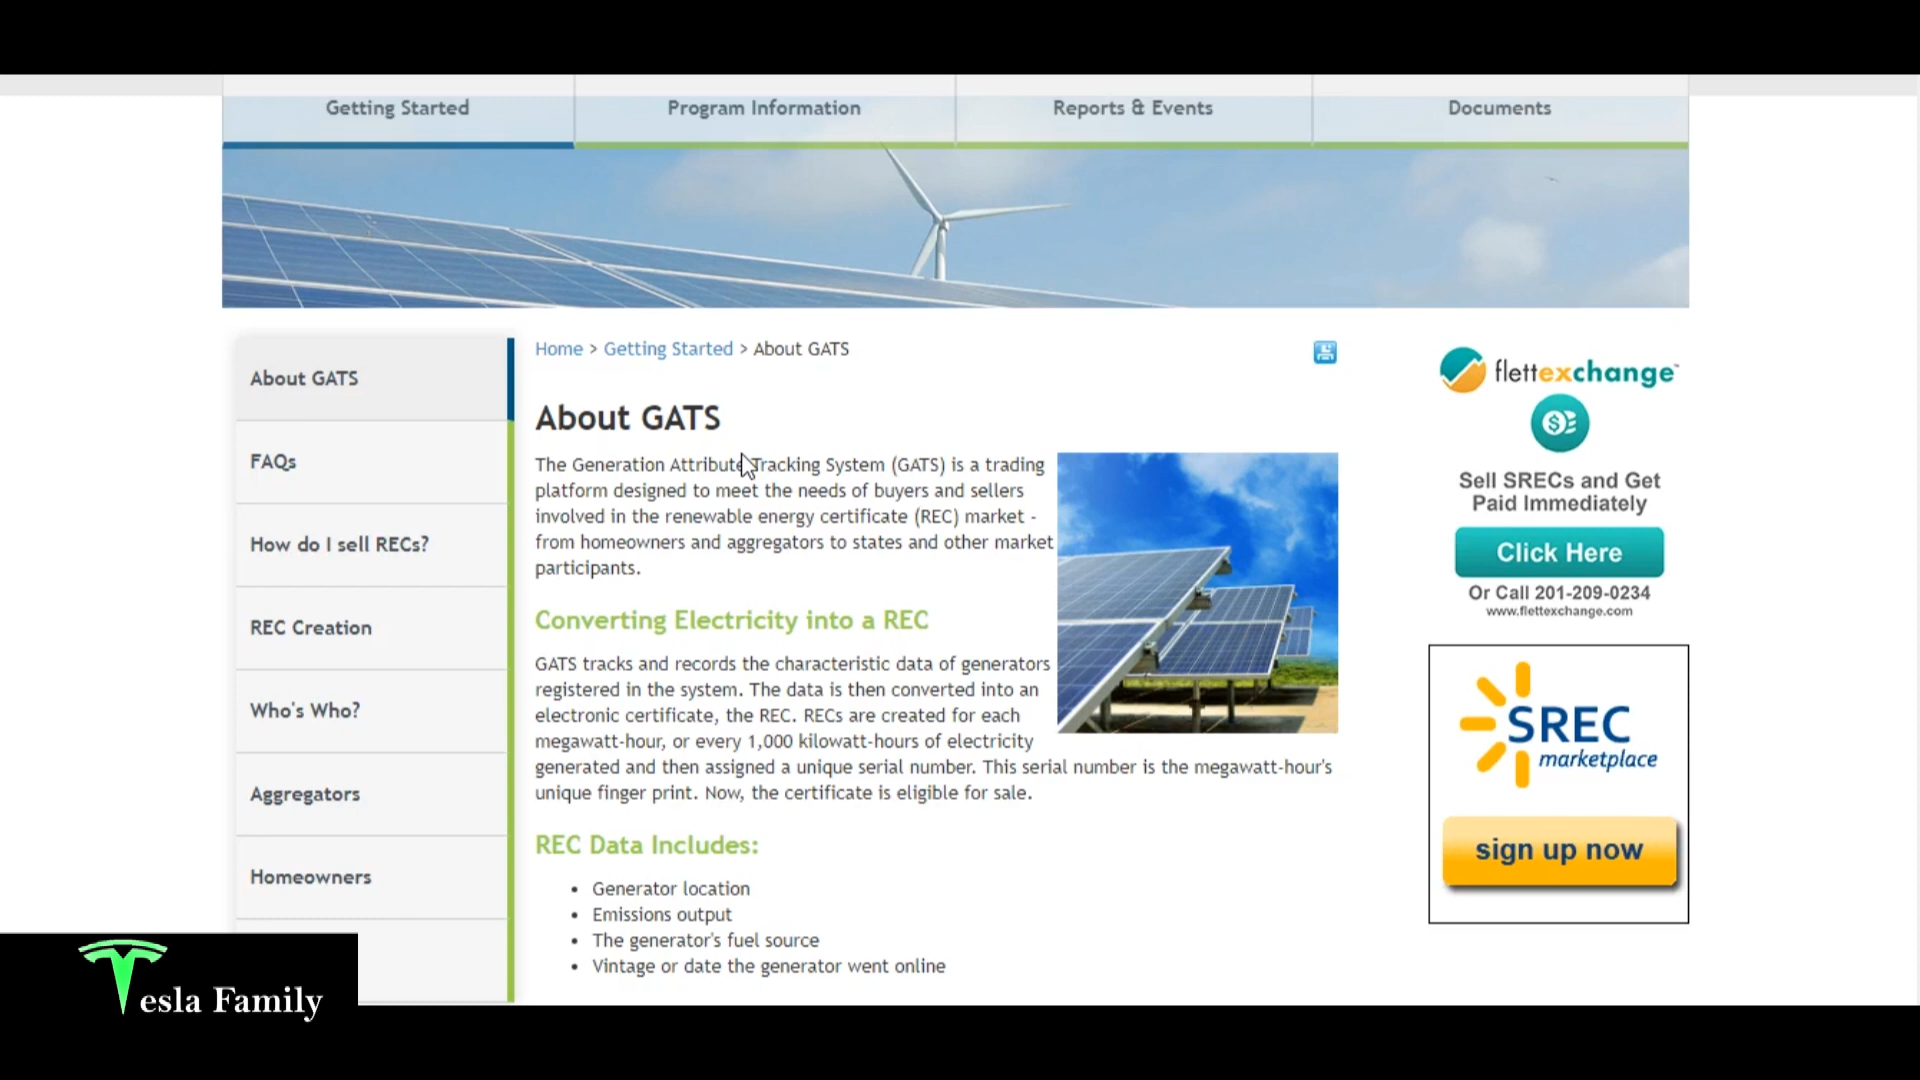 Getting Started
Program Information
Reports & Events
Documents
About GATS
FAQs
How do I sell RECs?
REC Creation
Who's Who?
Aggregators
Homeowners
Home > Getting Started > About GATS
About GATS
The Generation Attribute Tracking System (GATS) is a trading
platform designed to meet the needs of buyers and sellers
involved in the renewable energy certificate (REC) market -
from homeowners and aggregators to states and other market
participants.
Converting Electricity into a REC
GATS tracks and records the characteristic data of generators
registered in the system. The data is then converted into an
electronic certificate, the REC. RECs are created for each
megawatt-hour, or every 1,000 kilowatt-hours of electricity
generated and then assigned a unique serial number. This serial number is the megawatt-hour's
unique finger print. Now, the certificate is eligible for sale.
REC Data Includes:
• Generator location
• Emissions output
• The generator's fuel source
• Vintage or date the generator went online
flettexchange
Sell SRECs and Get
Paid Immediately
Click Here
Or Call 201-209-0234
www.flettexchange.com
SREC
marketplace
sign up now
Tesla Family